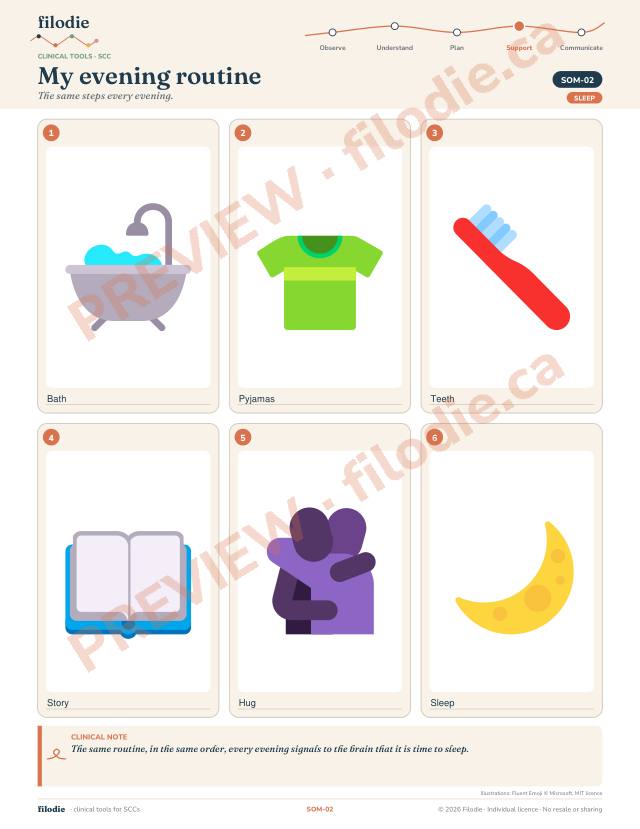 filodie
CLINICAL TOOLS · SCC
Observe
Understand
Plan
Support
Communicate
My evening routine
The same steps every evening.
SOM-02
SLEEP
1
2
3
Bath
Pyjamas
Teeth
PREVIEW · filodie.ca
4
5
6
Story
Hug
Sleep
PREVIEW · filodie.ca
CLINICAL NOTE
The same routine, in the same order, every evening signals to the brain that it is time to sleep.
Illustrations: Fluent Emoji © Microsoft, MIT licence
filodie · clinical tools for SCCs
SOM-02
© 2026 Filodie · Individual licence · No resale or sharing